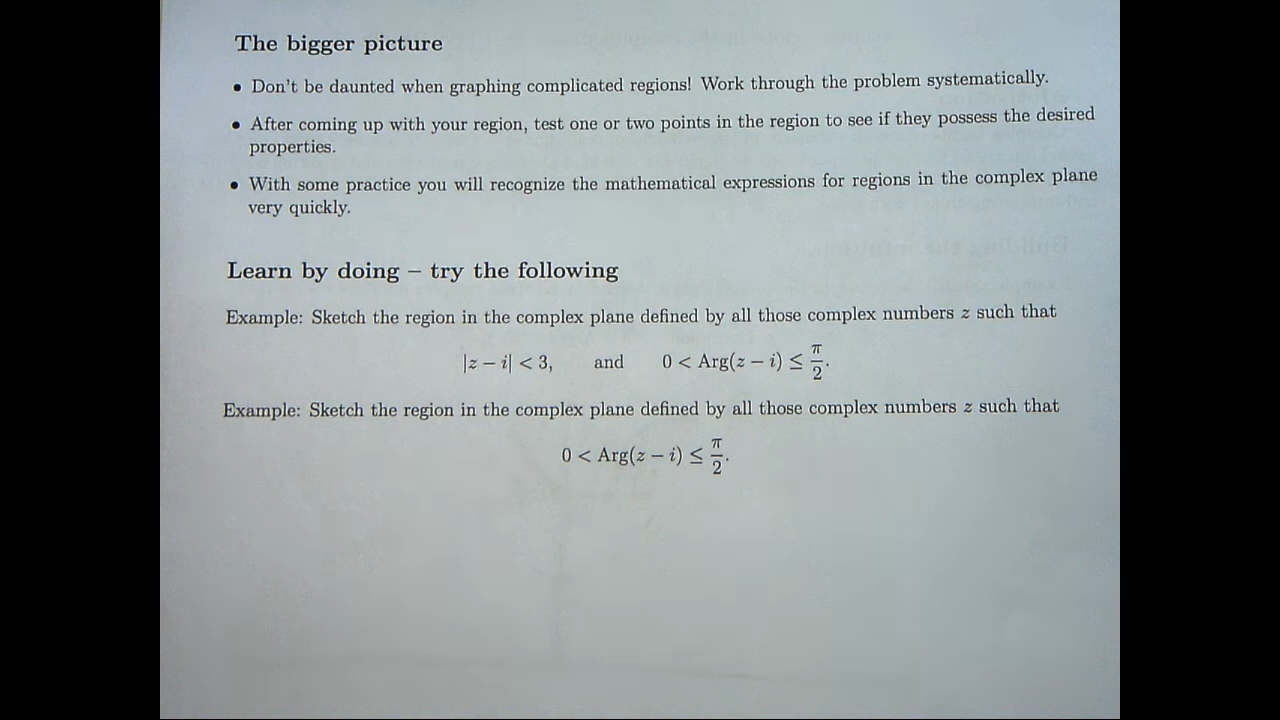 The bigger picture
• Don't be daunted when graphing complicated regions! Work through the problem systematically.
• After coming up with your region, test one or two points in the region to see if they possess the desired
properties.
• With some practice you will recognize the mathematical expressions for regions in the complex plane
very quickly.
Learn by doing – try the following
Example: Sketch the region in the complex plane defined by all those complex numbers z such that
|z − i| < 3, and 0 < Arg(z − i) ≤ π/2.
Example: Sketch the region in the complex plane defined by all those complex numbers z such that
0 < Arg(z − i) ≤ π/2.